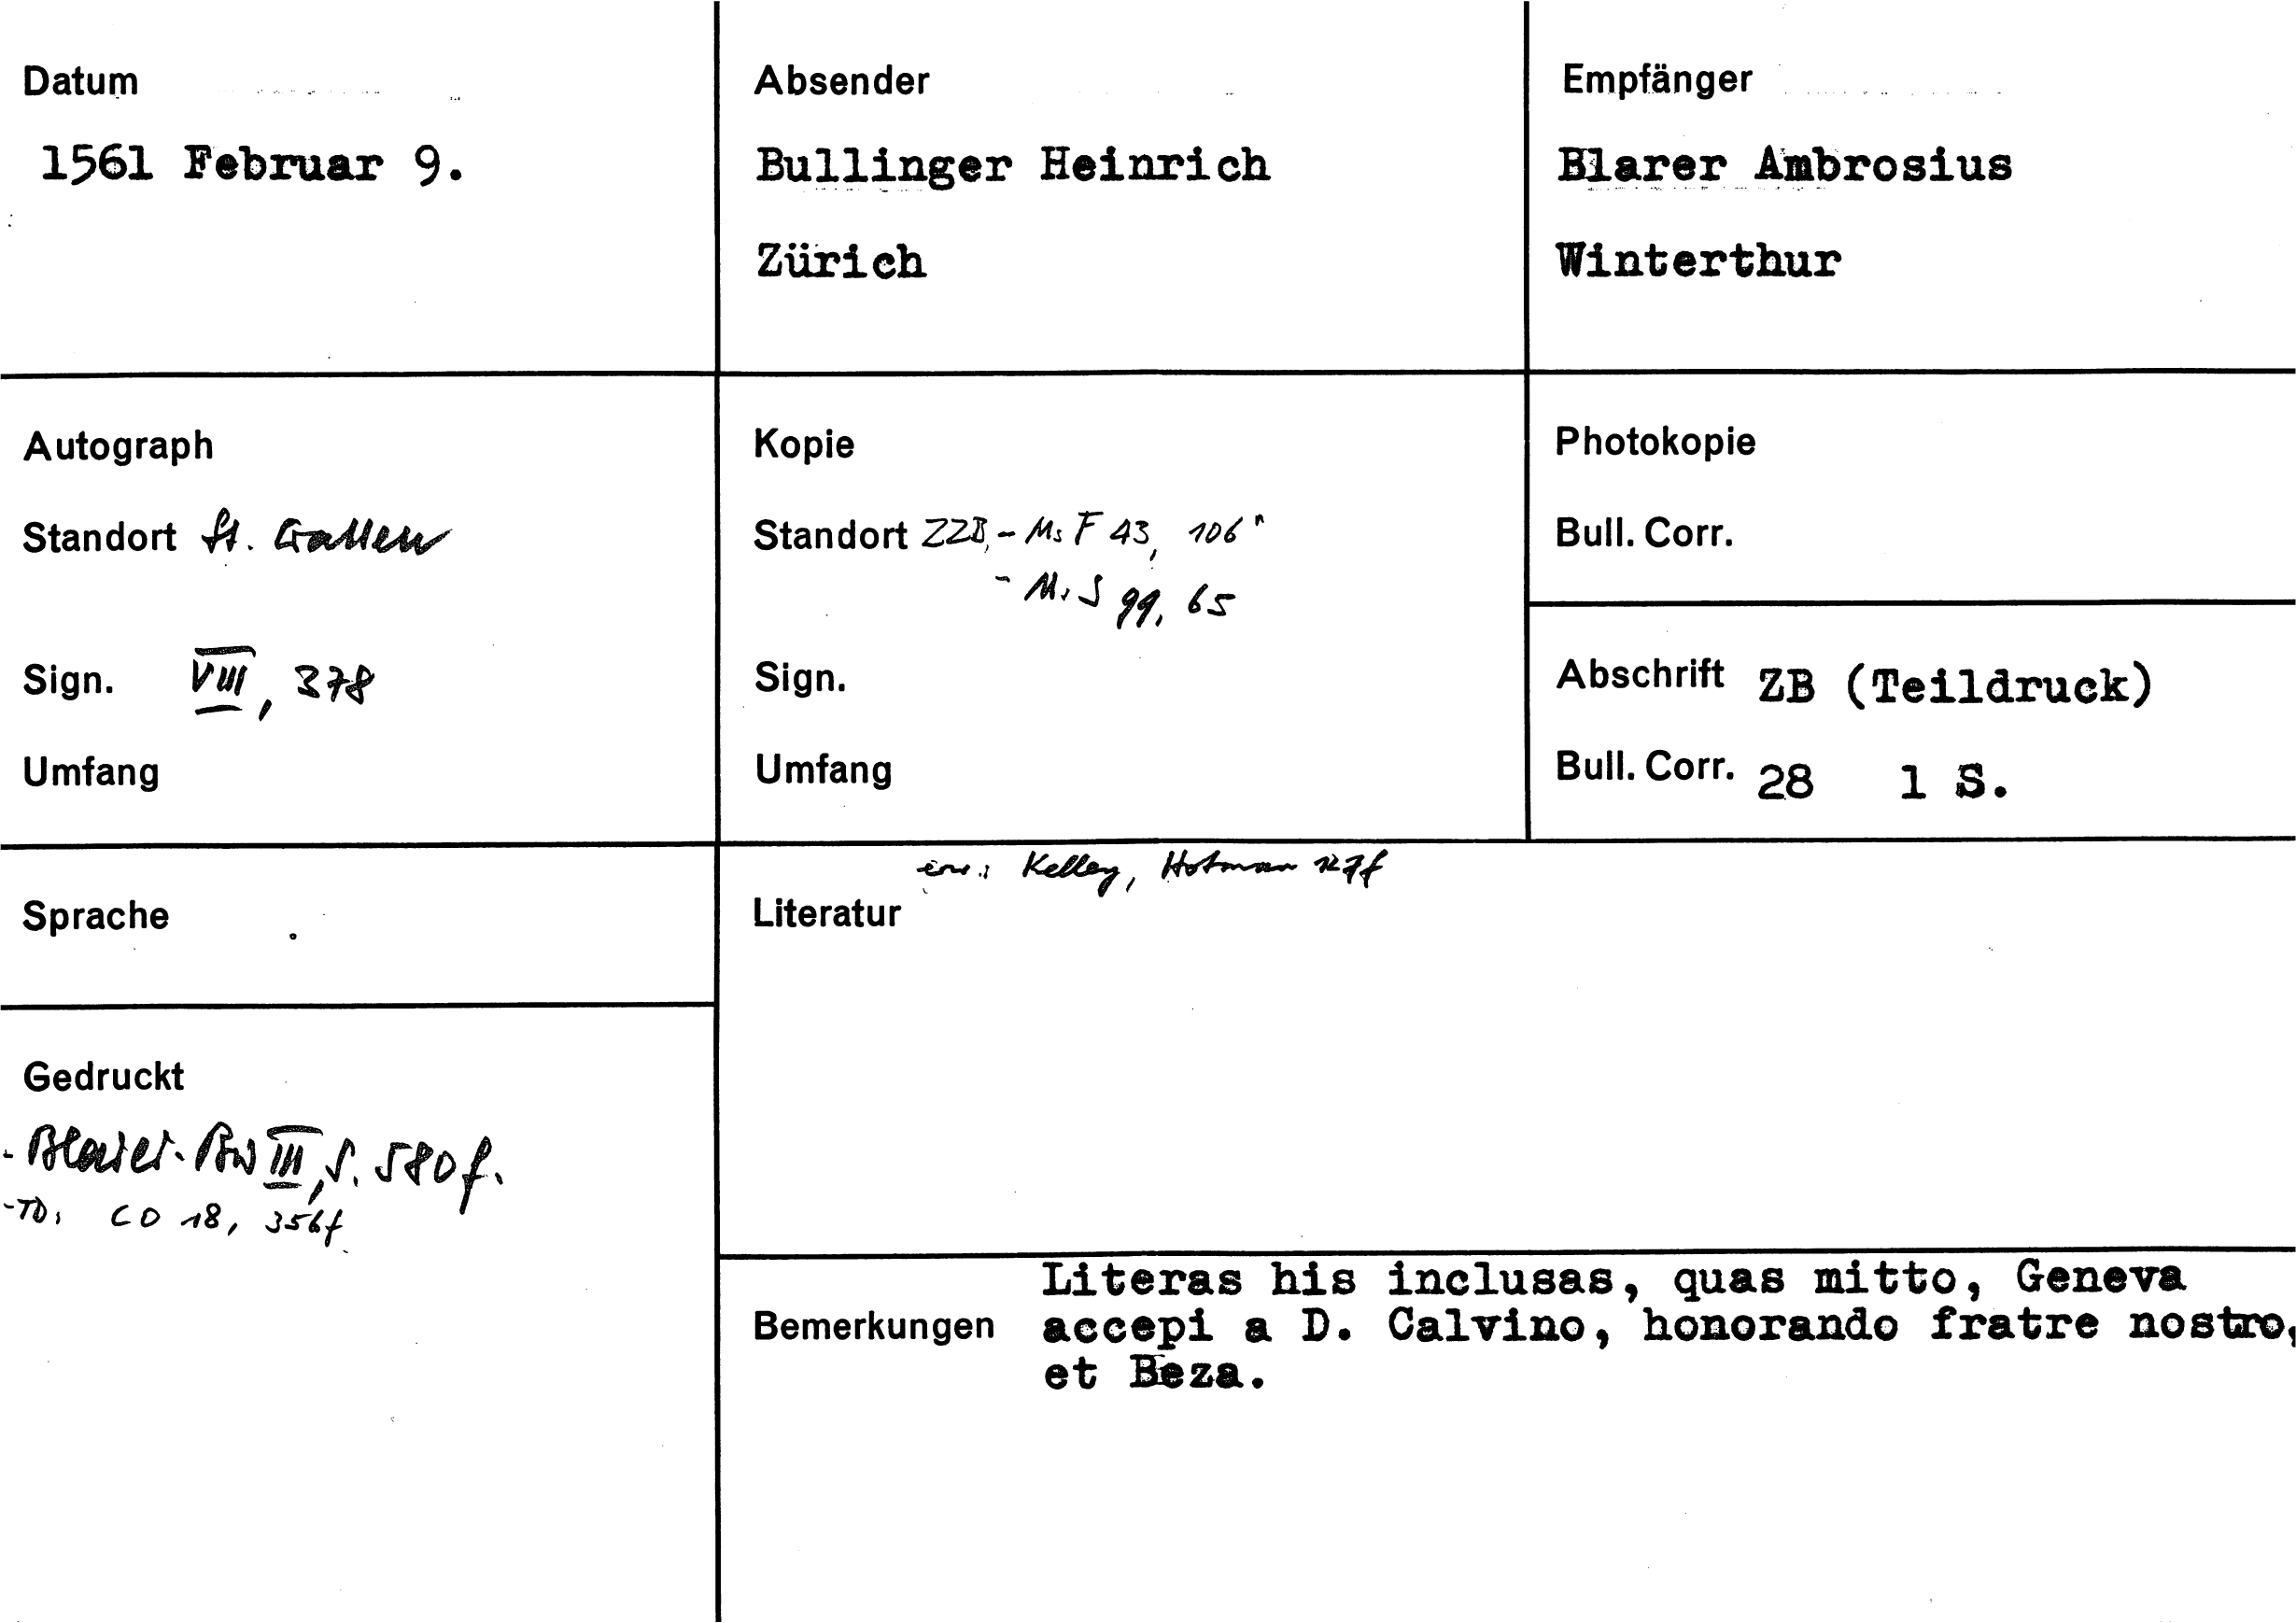 Datum
1561 Februar 9.
Absender
Bullinger Heinrich
Zürich
Empfänger
Blarer Ambrosius
Winterthur
Autograph
Standort St. Gallen
Sign. VIII, 378
Umfang
Kopie
Standort ZZB, - Ms F 43, 106
- Ms S 99, 65
Sign.
Umfang
Photokopie
Bull. Corr.
Abschrift ZB (Teildruck)
Bull. Corr. 28 1 S.
Sprache
Gedruckt
- Blarer-BW III, S. 580f.
- TD: CO 18, 356f
erw.: Kelley, Hotman 127f
Literatur
Bemerkungen
Literas his inclusas, quas mitto, Geneva
accepi a D. Calvino, honorando fratre nostro,
et Beza.